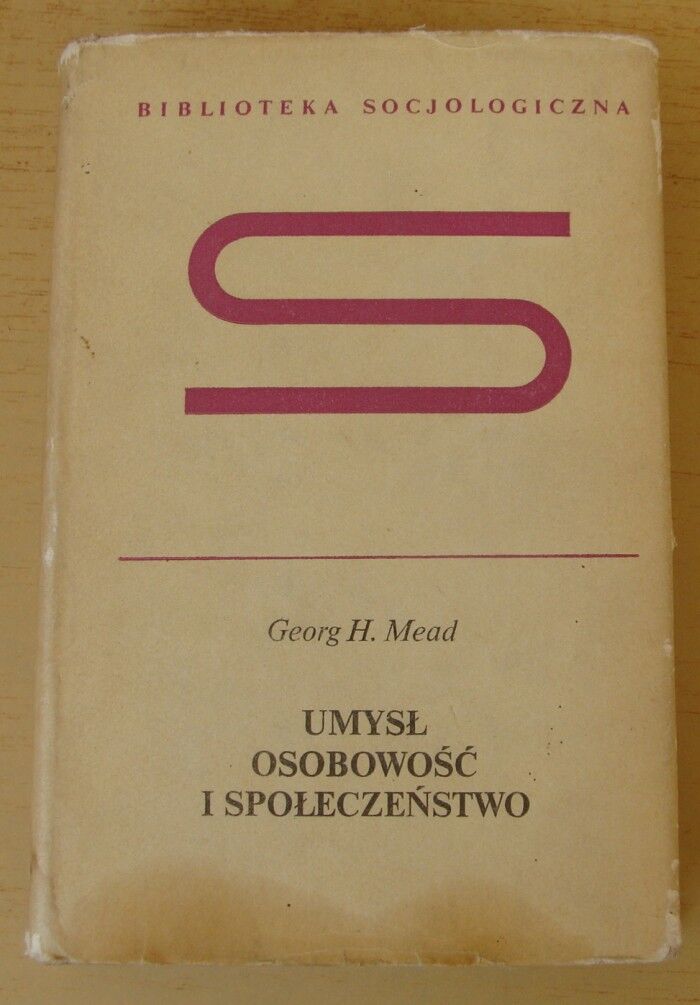 BIBLIOTEKA SOCJOLOGICZNA
S
Georg H. Mead
UMYSŁ
OSOBOWOŚĆ
I SPOŁECZEŃSTWO